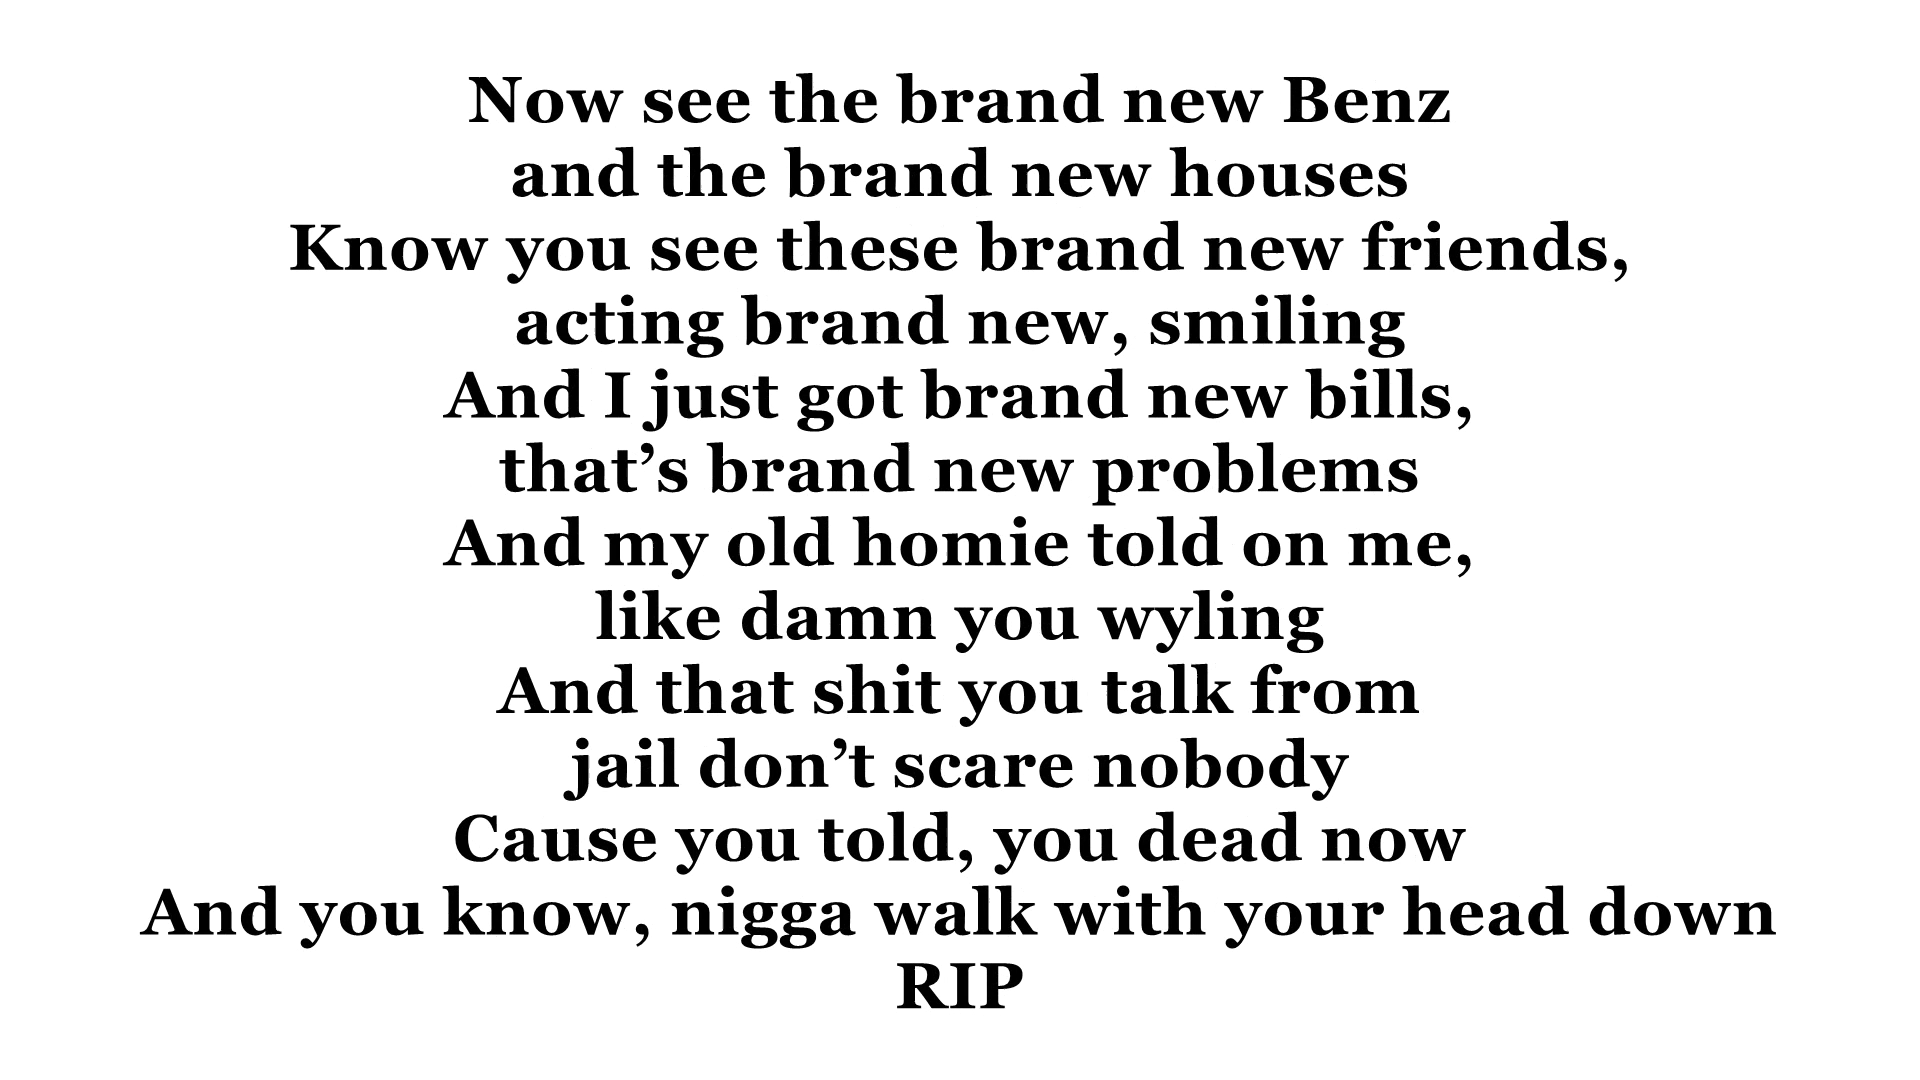 Now see the brand new Benz
and the brand new houses
Know you see these brand new friends,
acting brand new, smiling
And I just got brand new bills,
that’s brand new problems
And my old homie told on me,
like damn you wyling
And that shit you talk from
jail don’t scare nobody
Cause you told, you dead now
And you know, nigga walk with your head down
RIP